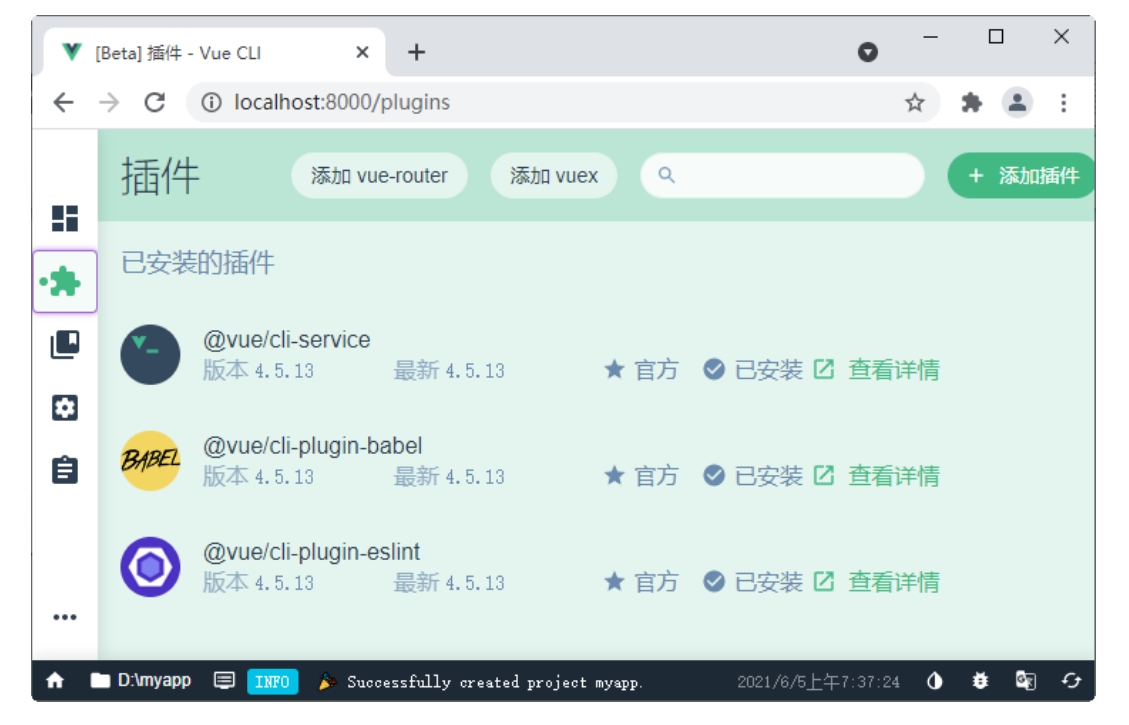 [Beta] 插件 - Vue CLI
localhost:8000/plugins
插件
添加 vue-router
添加 vuex
+ 添加插件
已安装的插件
@vue/cli-service
版本 4.5.13 最新 4.5.13 官方 已安装 查看详情
BABEL
@vue/cli-plugin-babel
版本 4.5.13 最新 4.5.13 官方 已安装 查看详情
@vue/cli-plugin-eslint
版本 4.5.13 最新 4.5.13 官方 已安装 查看详情
D:\myapp INFO Successfully created project myapp. 2021/6/5上午7:37:24